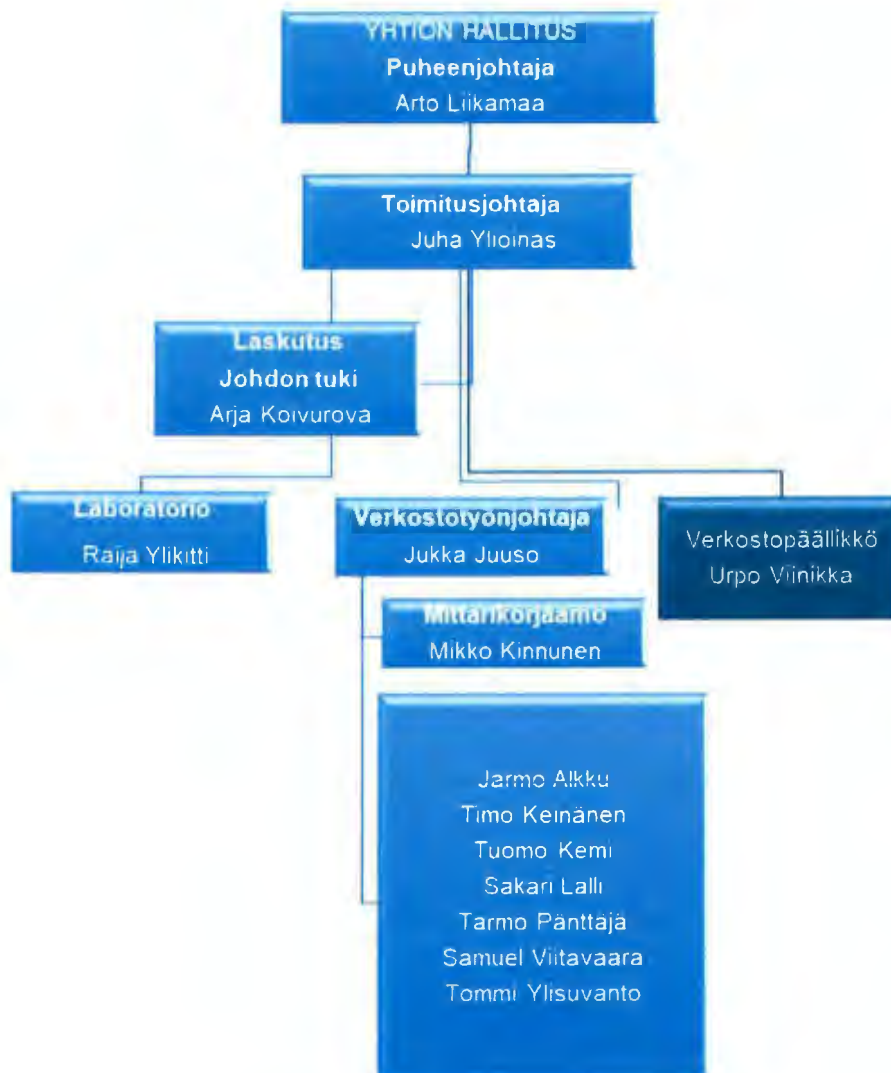 YHTIÖN HALLITUS
Puheenjohtaja
Arto Liikamaa
Toimitusjohtaja
Juha Ylioinas
Laskutus
Johdon tuki
Arja Koivurova
Laboratorio
Raija Ylikitti
Verkostotyönjohtaja
Jukka Juuso
Verkostopäällikkö
Urpo Viinikka
Mittarikorjaamo
Mikko Kinnunen
Jarmo Alkku
Timo Keinänen
Tuomo Kemi
Sakari Lalli
Tarmo Pänttäjä
Samuel Viitavaara
Tommi Ylisuvanto